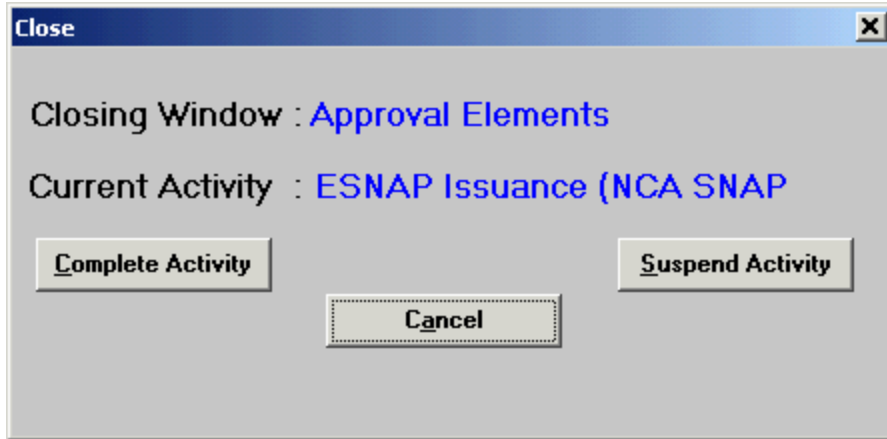 Close
Closing Window : Approval Elements
Current Activity : ESNAP Issuance (NCA SNAP
Complete Activity
Suspend Activity
Cancel